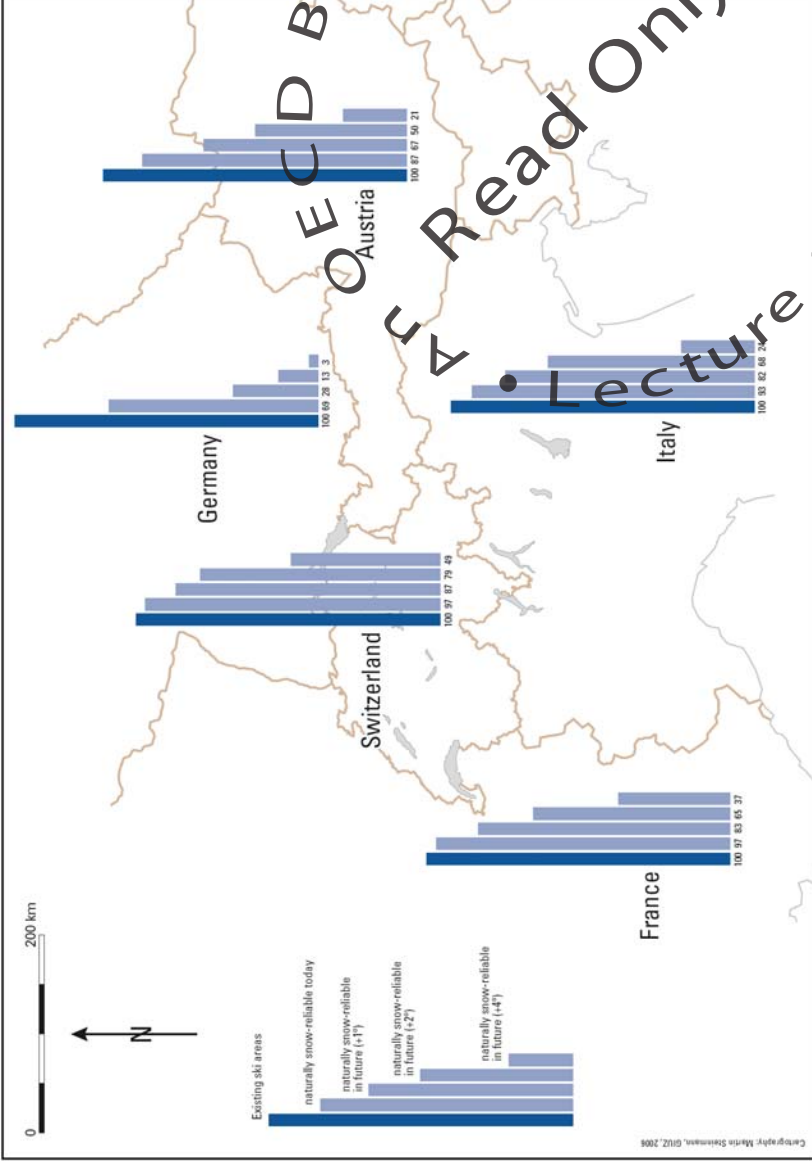 0
200 km
N
Existing ski areas
naturally snow-reliable today
naturally snow-reliable
in future (+1°)
naturally snow-reliable
in future (+2°)
naturally snow-reliable
in future (+4°)
France
100 97 83 65 37
Switzerland
100 97 87 79 49
Germany
100 69 28 13 3
Italy
100 93 82 68 24
Austria
100 87 67 50 21
An OECD B
Read Only
• Lecture
Cartography: Martin Steinmann, GIUZ, 2006